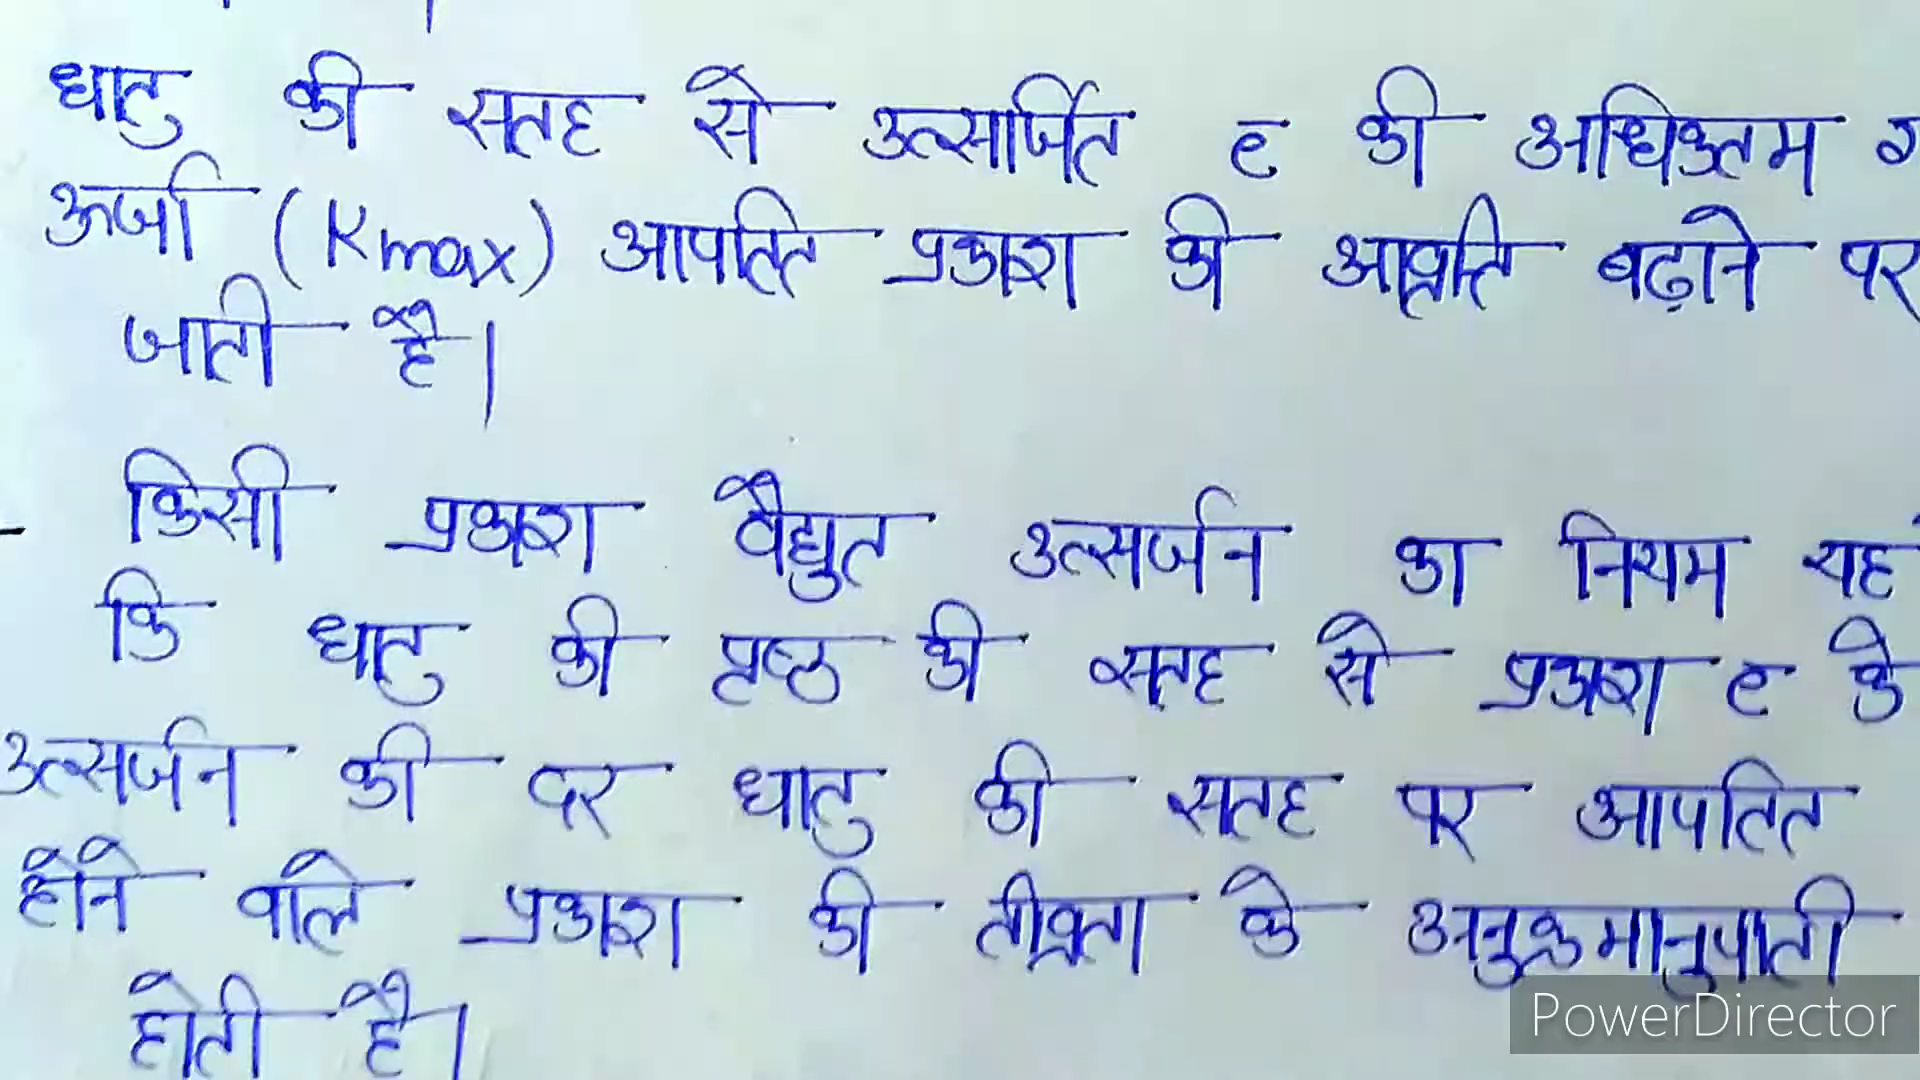 धातु की सतह से उत्सर्जित e की अधिकतम
ऊर्जा (Kmax) आपतित प्रकाश की आवृत्ति बढ़ाने पर
जाती है।
किसी प्रकाश वैद्युत उत्सर्जन का नियम यह
कि धातु की पृष्ठ की सतह से प्रकाश e के
उत्सर्जन की दर धातु की सतह पर आपतित
होने वाले प्रकाश की तीव्रता के अनुक्रमानुपाती
होती है।
PowerDirector